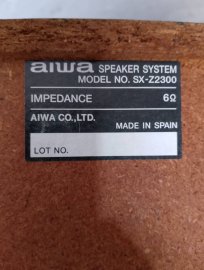 aiwa SPEAKER SYSTEM
MODEL NO. SX-Z2300
IMPEDANCE 6Ω
AIWA CO.,LTD.
MADE IN SPAIN
LOT NO.